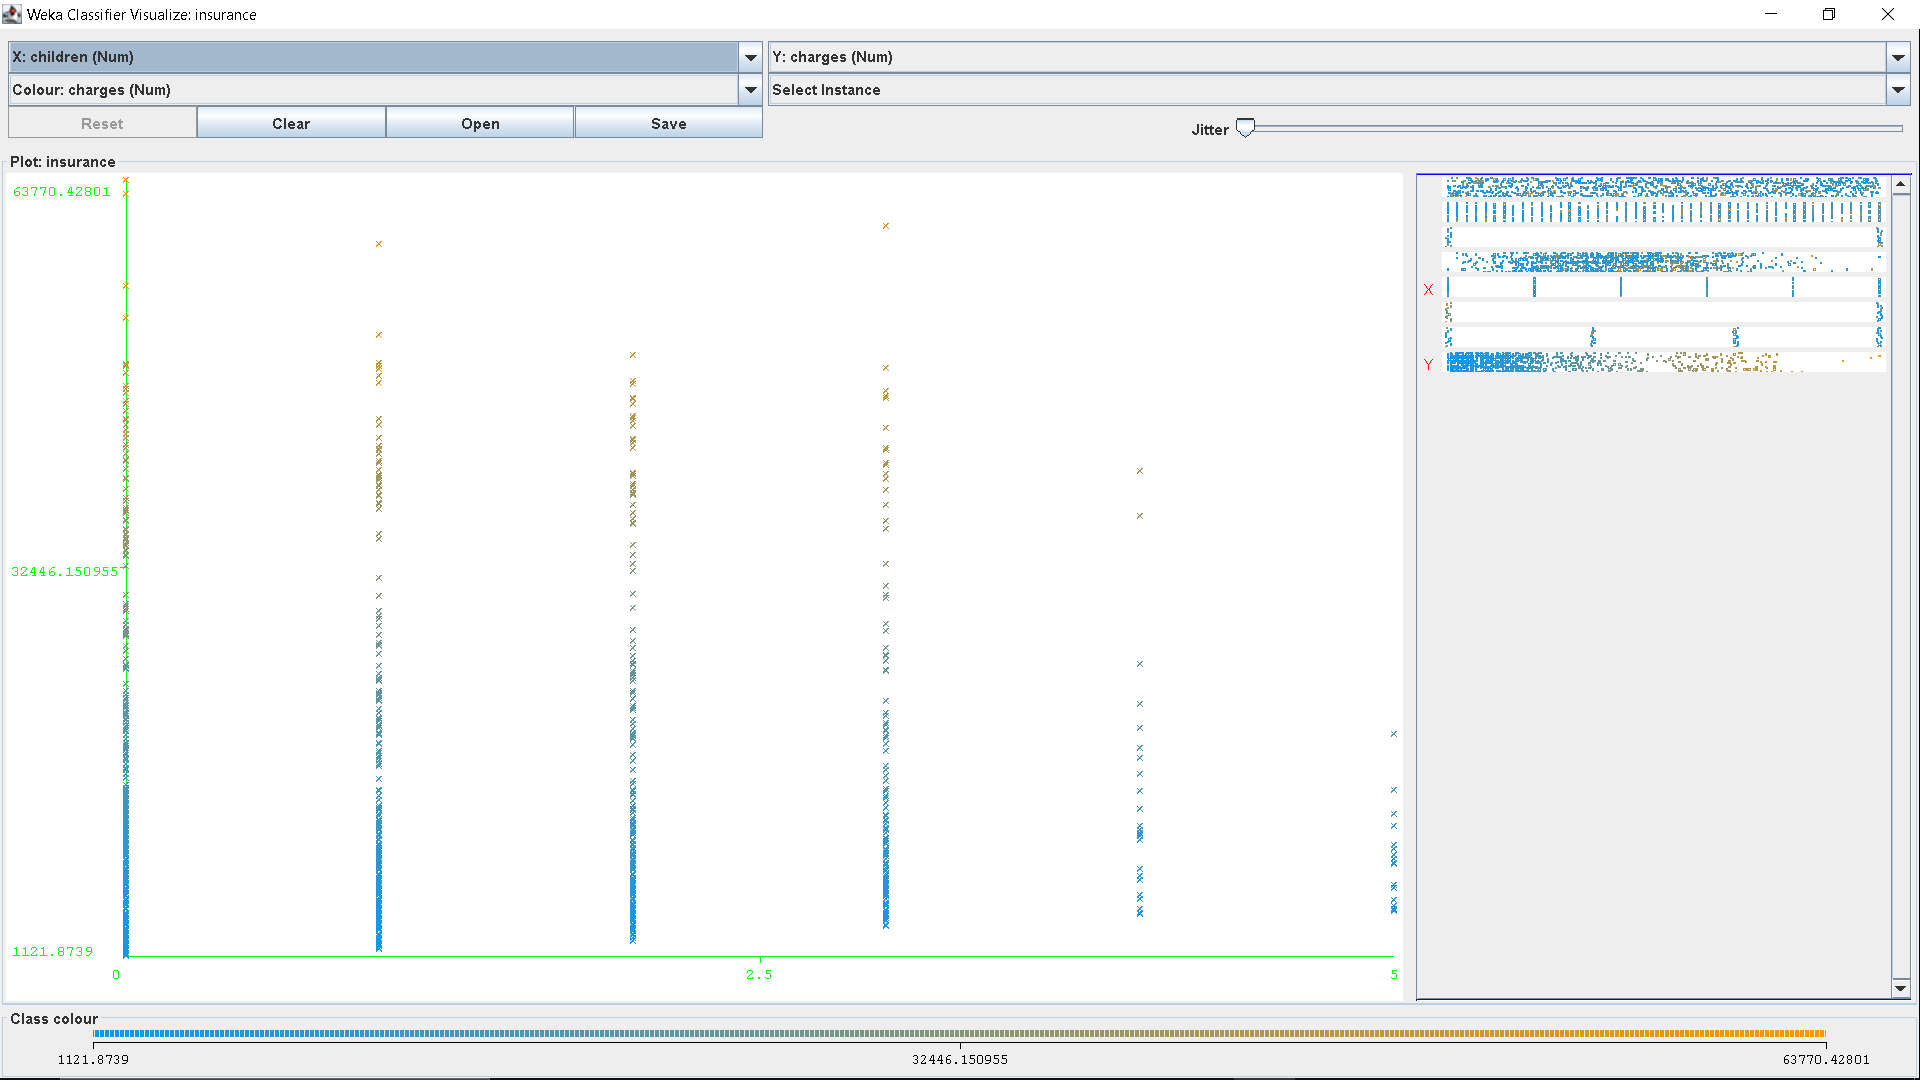 Weka Classifier Visualize: insurance
X: children (Num)
Y: charges (Num)
Colour: charges (Num)
Select Instance
Reset
Clear
Open
Save
Jitter
Plot: insurance
63770.42801
32446.150955
1121.8739
0
2.5
5
X
Y
Class colour
1121.8739
32446.150955
63770.42801